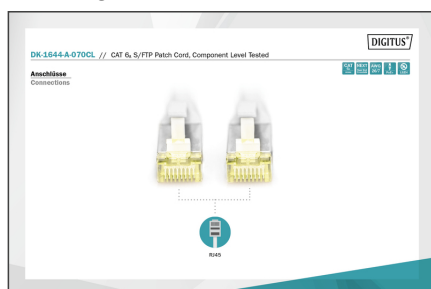 DIGITUS®
DK-1644-A-070CL // CAT 6A S/FTP Patch Cord, Component Level Tested
Anschlüsse
Connections
RJ45